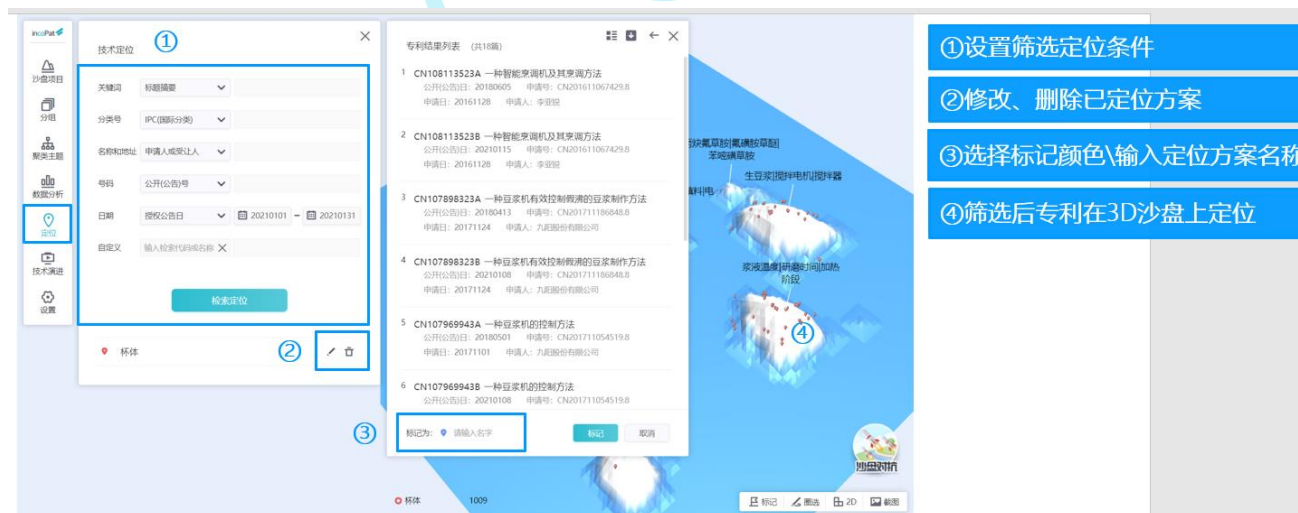 incoPat
沙盘项目
分组
聚类主题
数据分析
定位
技术演进
设置
技术定位
①
关键词 标题摘要
分类号 IPC(国际分类)
名称和地址 申请人或受让人
号码 公开(公告)号
日期 授权公告日 20210101 - 20210131
自定义 输入检索代码或名称
检索定位
杯体
②
专利结果列表 (共18篇)
1 CN108113523A 一种智能烹调机及其烹调方法
公开(公告)日: 20180605 申请号: CN201611067429.8
申请日: 20161128 申请人: 李亚锐
2 CN108113523B 一种智能烹调机及其烹调方法
公开(公告)日: 20210115 申请号: CN201611067429.8
申请日: 20161128 申请人: 李亚锐
3 CN107898323A 一种豆浆机有效控制假沸的豆浆制作方法
公开(公告)日: 20180413 申请号: CN201711186848.8
申请日: 20171124 申请人: 九阳股份有限公司
4 CN107898323B 一种豆浆机有效控制假沸的豆浆制作方法
公开(公告)日: 20210108 申请号: CN201711186848.8
申请日: 20171124 申请人: 九阳股份有限公司
5 CN107969943A 一种豆浆机的控制方法
公开(公告)日: 20180501 申请号: CN201711054519.8
申请日: 20171101 申请人: 九阳股份有限公司
6 CN107969943B 一种豆浆机的控制方法
公开(公告)日: 20210108 申请号: CN201711054519.8
③
标记为: 请输入名字
标记
取消
杯体 1009
苯嘧磺草胺
生豆浆|搅拌电机|搅拌器
浆液温度|研磨时间|加热
阶段
④
沙盘对抗
标记 圈选 2D 截图
①设置筛选定位条件
②修改、删除已定位方案
③选择标记颜色\输入定位方案名称
④筛选后专利在3D沙盘上定位